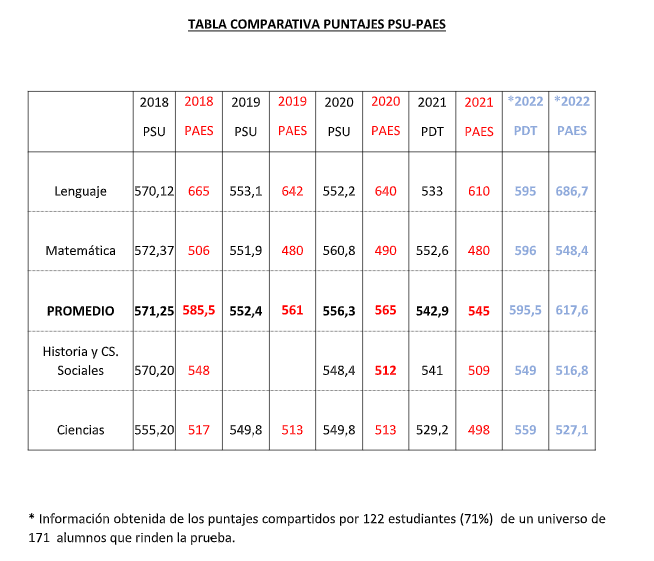 TABLA COMPARATIVA PUNTAJES PSU-PAES
2018 2018 2019 2019 2020 2020 2021 2021 *2022 *2022
PSU PAES PSU PAES PSU PAES PDT PAES PDT PAES
Lenguaje 570,12 665 553,1 642 552,2 640 533 610 595 686,7
Matemática 572,37 506 551,9 480 560,8 490 552,6 480 596 548,4
PROMEDIO 571,25 585,5 552,4 561 556,3 565 542,9 545 595,5 617,6
Historia y CS.
Sociales 570,20 548 548,4 512 541 509 549 516,8
Ciencias 555,20 517 549,8 513 549,8 513 529,2 498 559 527,1
* Información obtenida de los puntajes compartidos por 122 estudiantes (71%) de un universo de
171 alumnos que rinden la prueba.